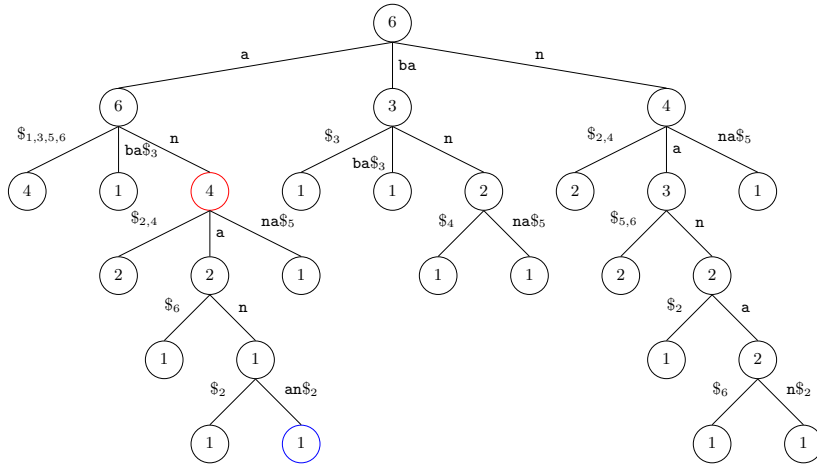 6
a ba n
6 3 4
$1,3,5,6 ba$3 n $3 ba$3 n $2,4 a na$5
4 1 4 1 1 2 2 3 1
$2,4 a na$5 $4 na$5 $5,6 n
2 2 1 1 1 2 2
$6 n $2 a
1 1 1 2
$2 an$2 $6 n$2
1 1 1 1